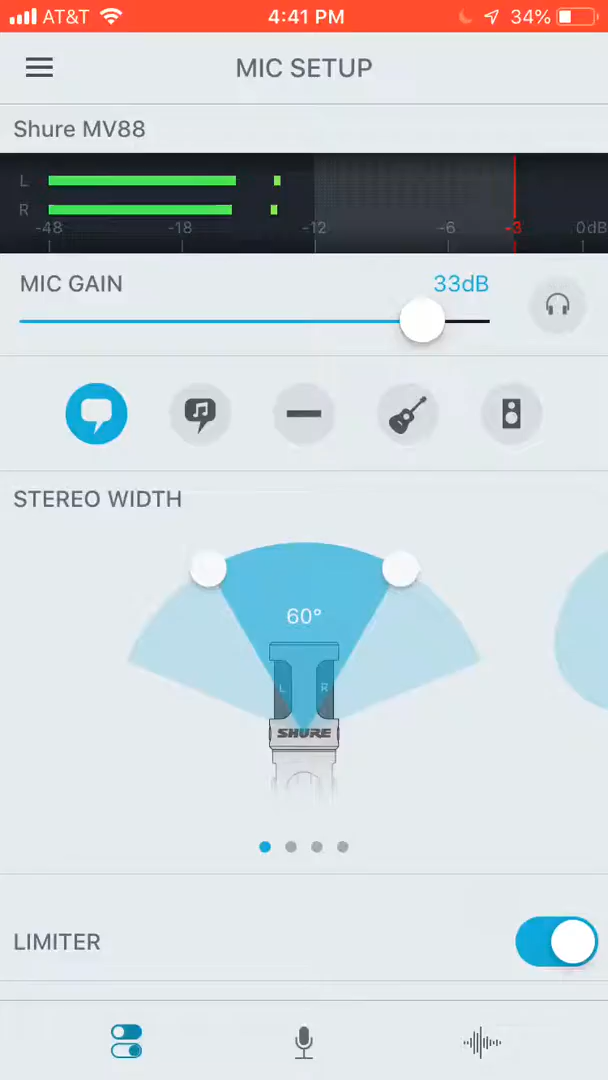 AT&T 4:41 PM 34%
MIC SETUP
Shure MV88
L
R
-48 -18 -12 -6 -3 0dB
MIC GAIN 33dB
STEREO WIDTH
60°
L R
SHURE
LIMITER